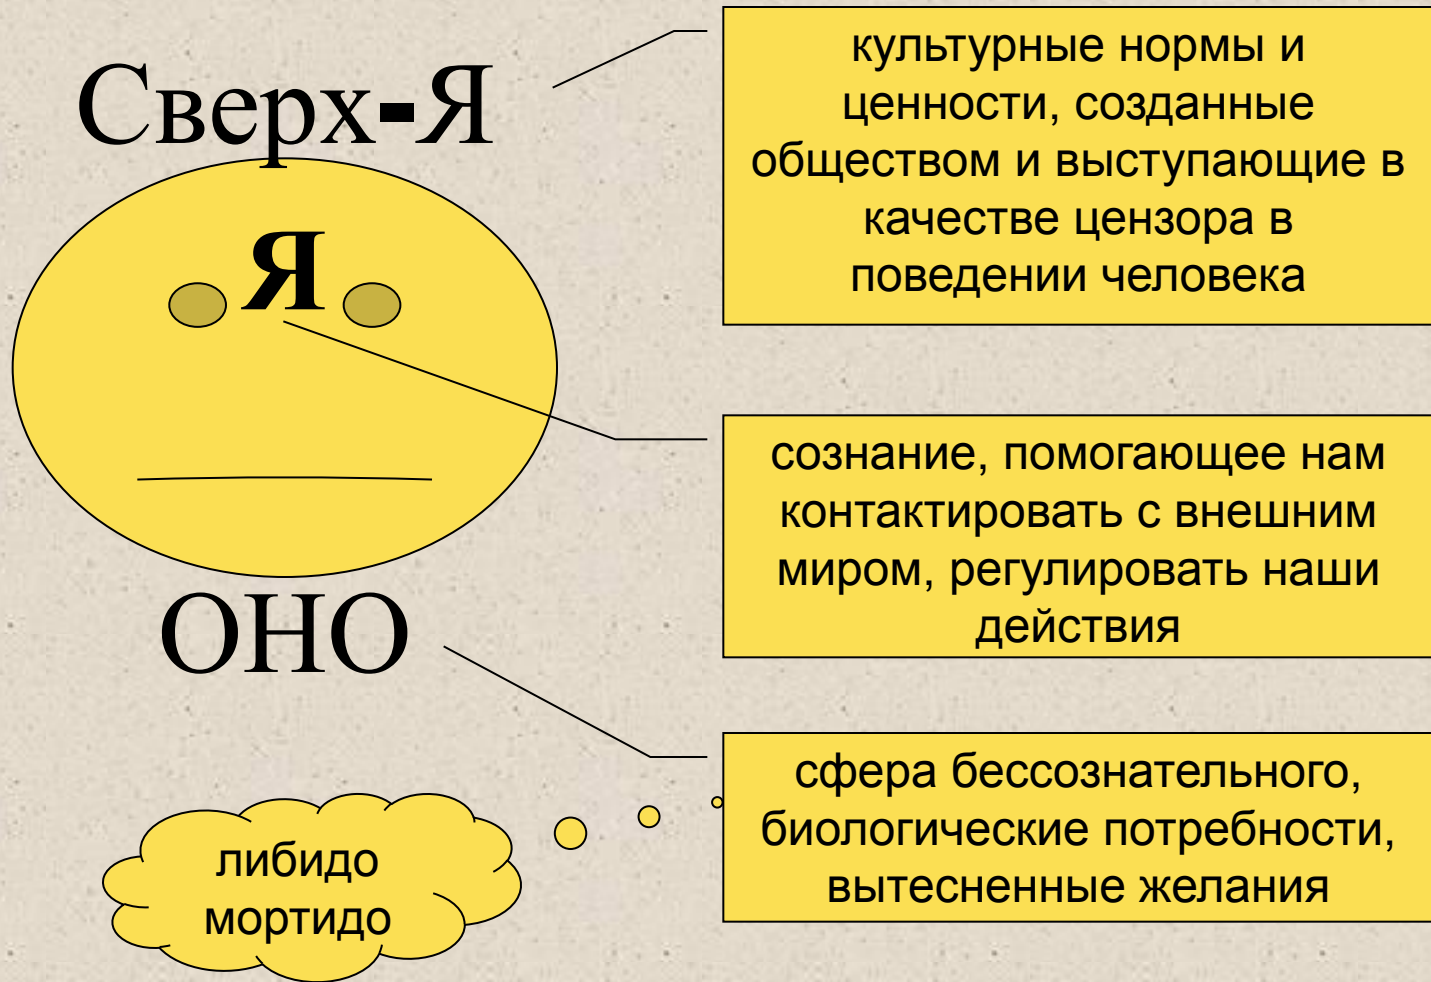 Сверх-Я
культурные нормы и
ценности, созданные
обществом и выступающие в
качестве цензора в
поведении человека
Я
сознание, помогающее нам
контактировать с внешним
миром, регулировать наши
действия
ОНО
сфера бессознательного,
биологические потребности,
вытесненные желания
либидо
мортидо